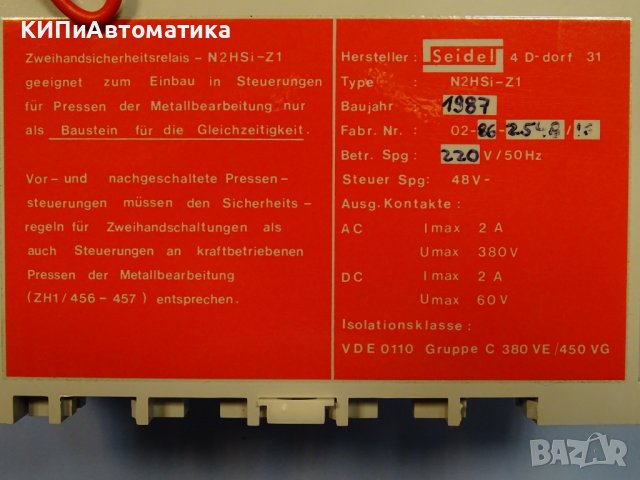 КИПиАвтоматика
Zweihandsicherheitsrelais – N2HSi–Z1
geeignet zum Einbau in Steuerungen
für Pressen der Metallbearbeitung nur
als Baustein für die Gleichzeitigkeit.
Vor– und nachgeschaltete Pressen–
steuerungen müssen den Sicherheits–
regeln für Zweihandschaltungen als
auch Steuerungen an kraftbetriebenen
Pressen der Metallbearbeitung
(ZH1/456–457) entsprechen.
Hersteller: Seidel 4 D-dorf 31
Type : N2HSi–Z1
Baujahr 1987
Fabr. Nr. : 02-86-2548/
Betr. Spg: 220V/50Hz
Steuer Spg: 48V–
Ausg. Kontakte:
AC Imax 2 A
Umax 380V
DC Imax 2 A
Umax 60V
Isolationsklasse:
VDE 0110 Gruppe C 380 VE/450 VG
BAZAR